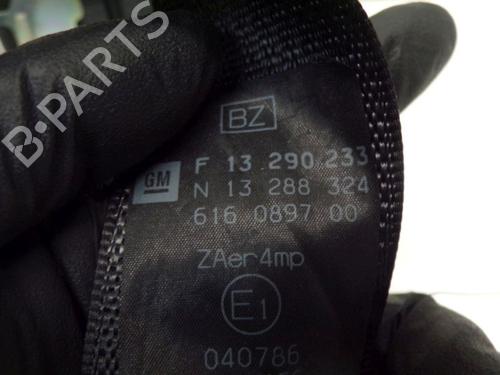 B-PARTS
BZ
F 13 290 233
GM
N 13 288 324
616 0897 00
ZAer4mp
E1
040786